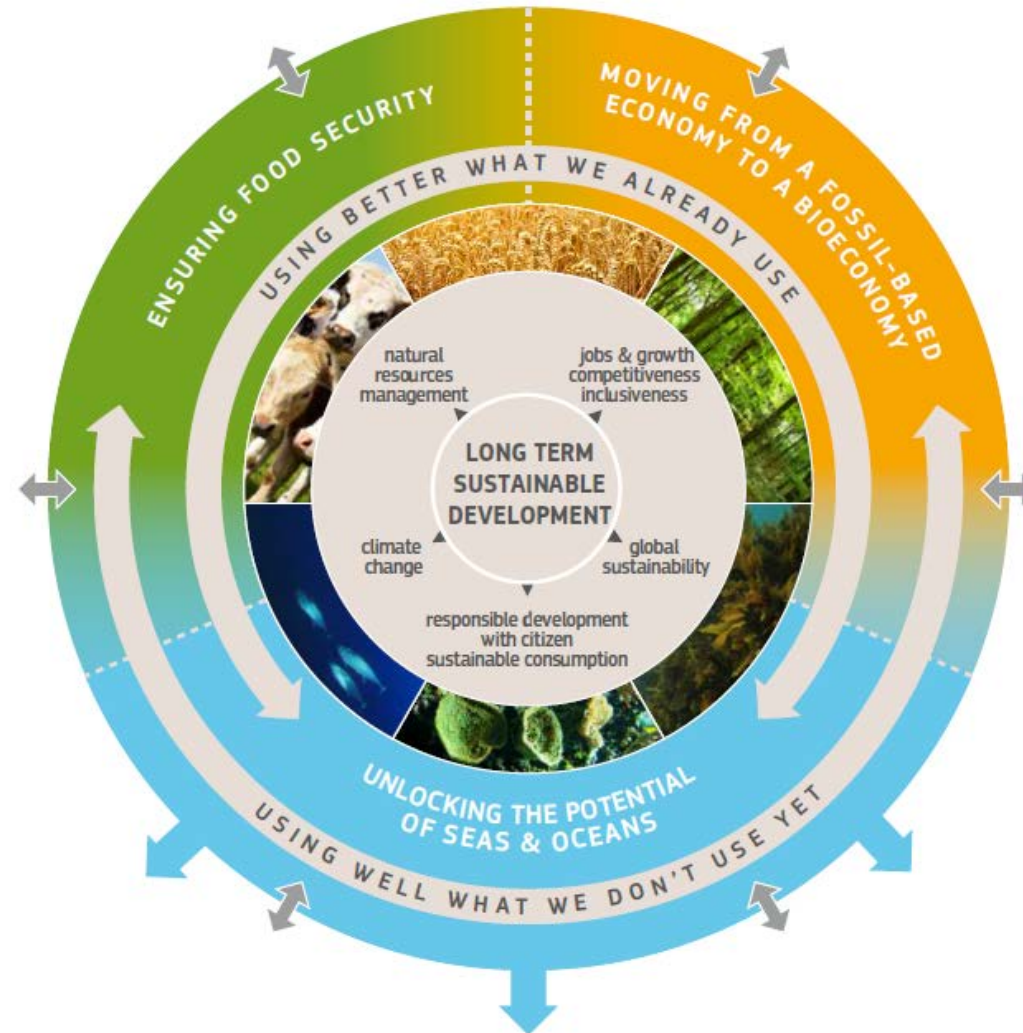 ENSURING FOOD SECURITY
MOVING FROM A FOSSIL-BASED
ECONOMY TO A BIOECONOMY
USING BETTER WHAT WE ALREADY USE
natural
resources
management
jobs & growth
competitiveness
inclusiveness
LONG TERM
SUSTAINABLE
DEVELOPMENT
climate
change
global
sustainability
responsible development
with citizen
sustainable consumption
UNLOCKING THE POTENTIAL
OF SEAS & OCEANS
USING WELL WHAT WE DON'T USE YET